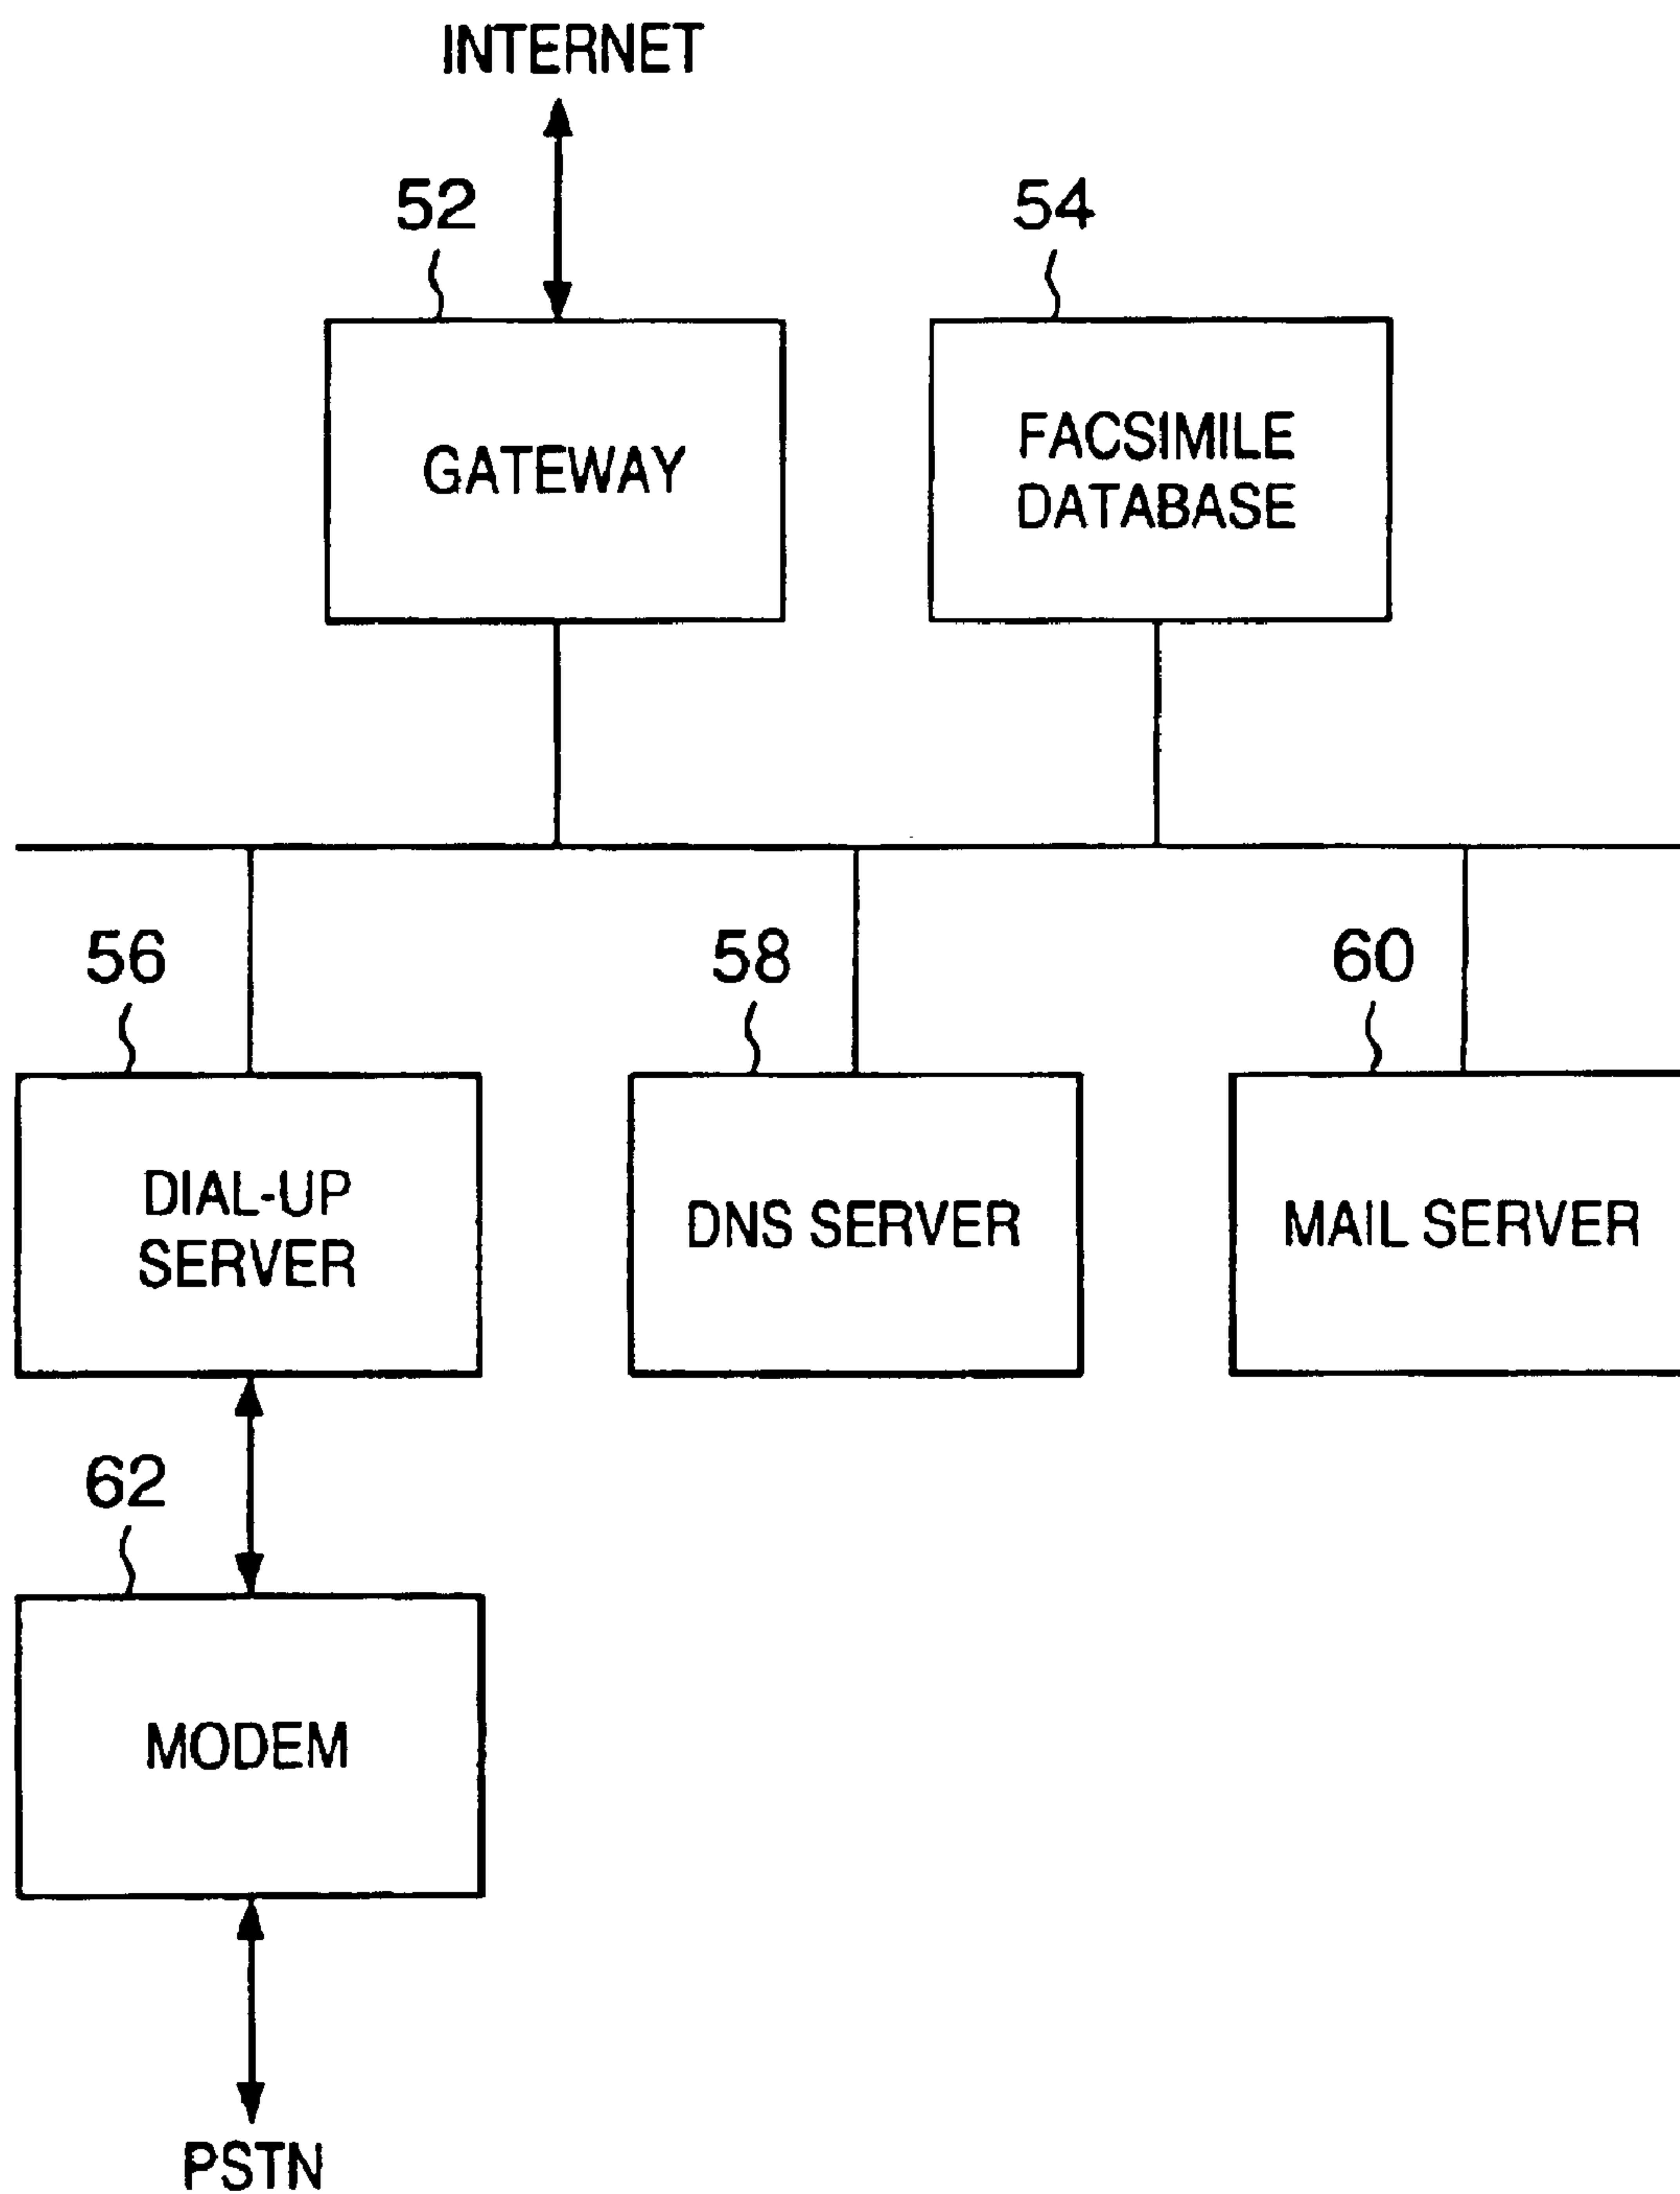 INTERNET
52
54
GATEWAY
FACSIMILE
DATABASE
56
58
60
DIAL-UP
SERVER
DNS SERVER
MAIL SERVER
62
MODEM
PSTN